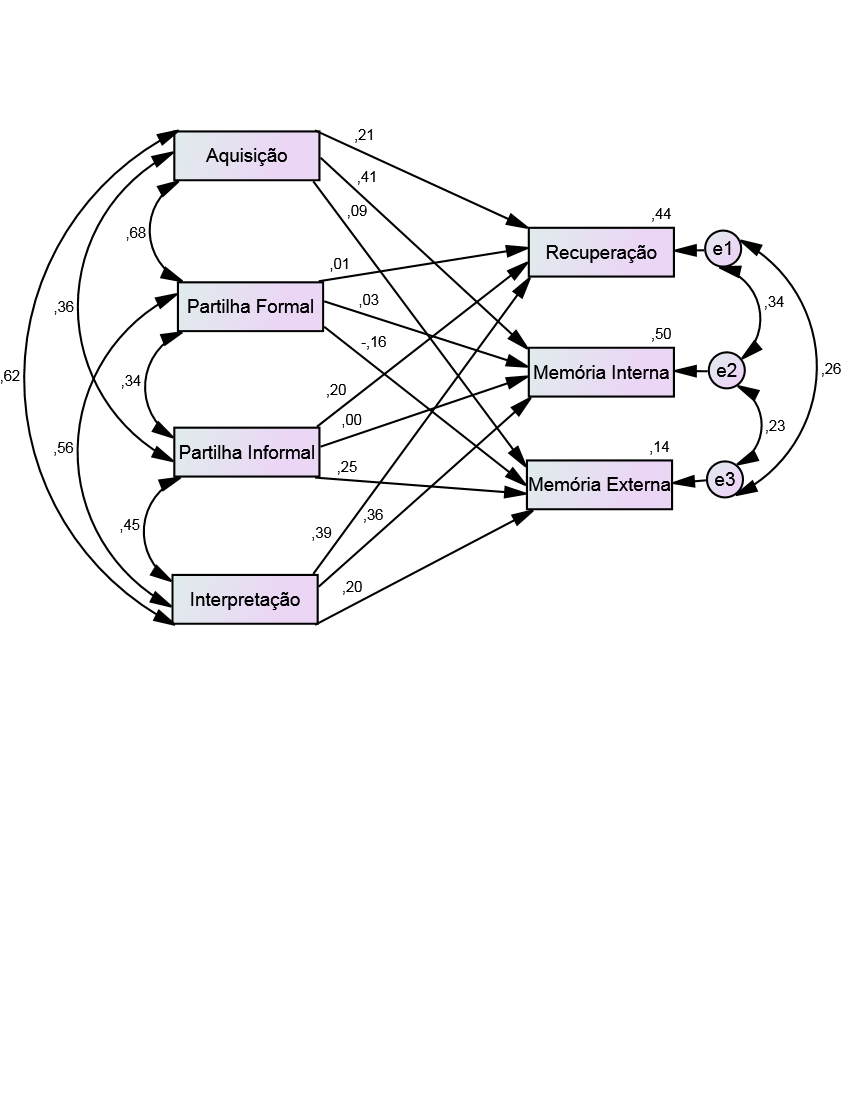 ,21
Aquisição
,41
,09
,44
,68
Recuperação
e1
,01
Partilha Formal
,36
,03
,34
,50
-,16
Memória Interna
e2
,62
,34
,26
,20
,00
,23
,56
Partilha Informal
,14
,25
Memória Externa
e3
,36
,45
,39
,20
Interpretação